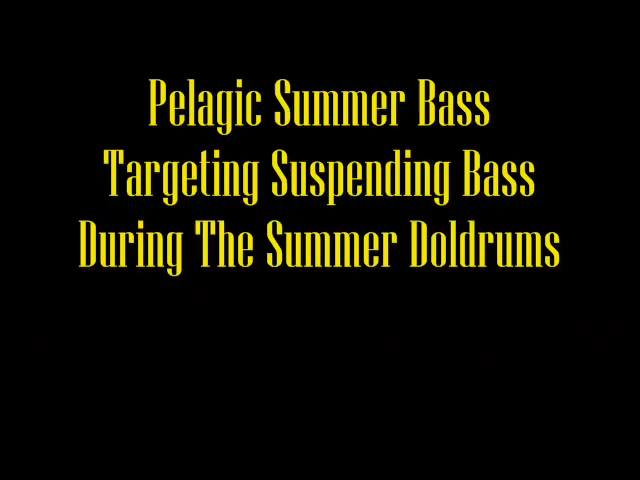 Pelagic Summer Bass
Targeting Suspending Bass
During The Summer Doldrums